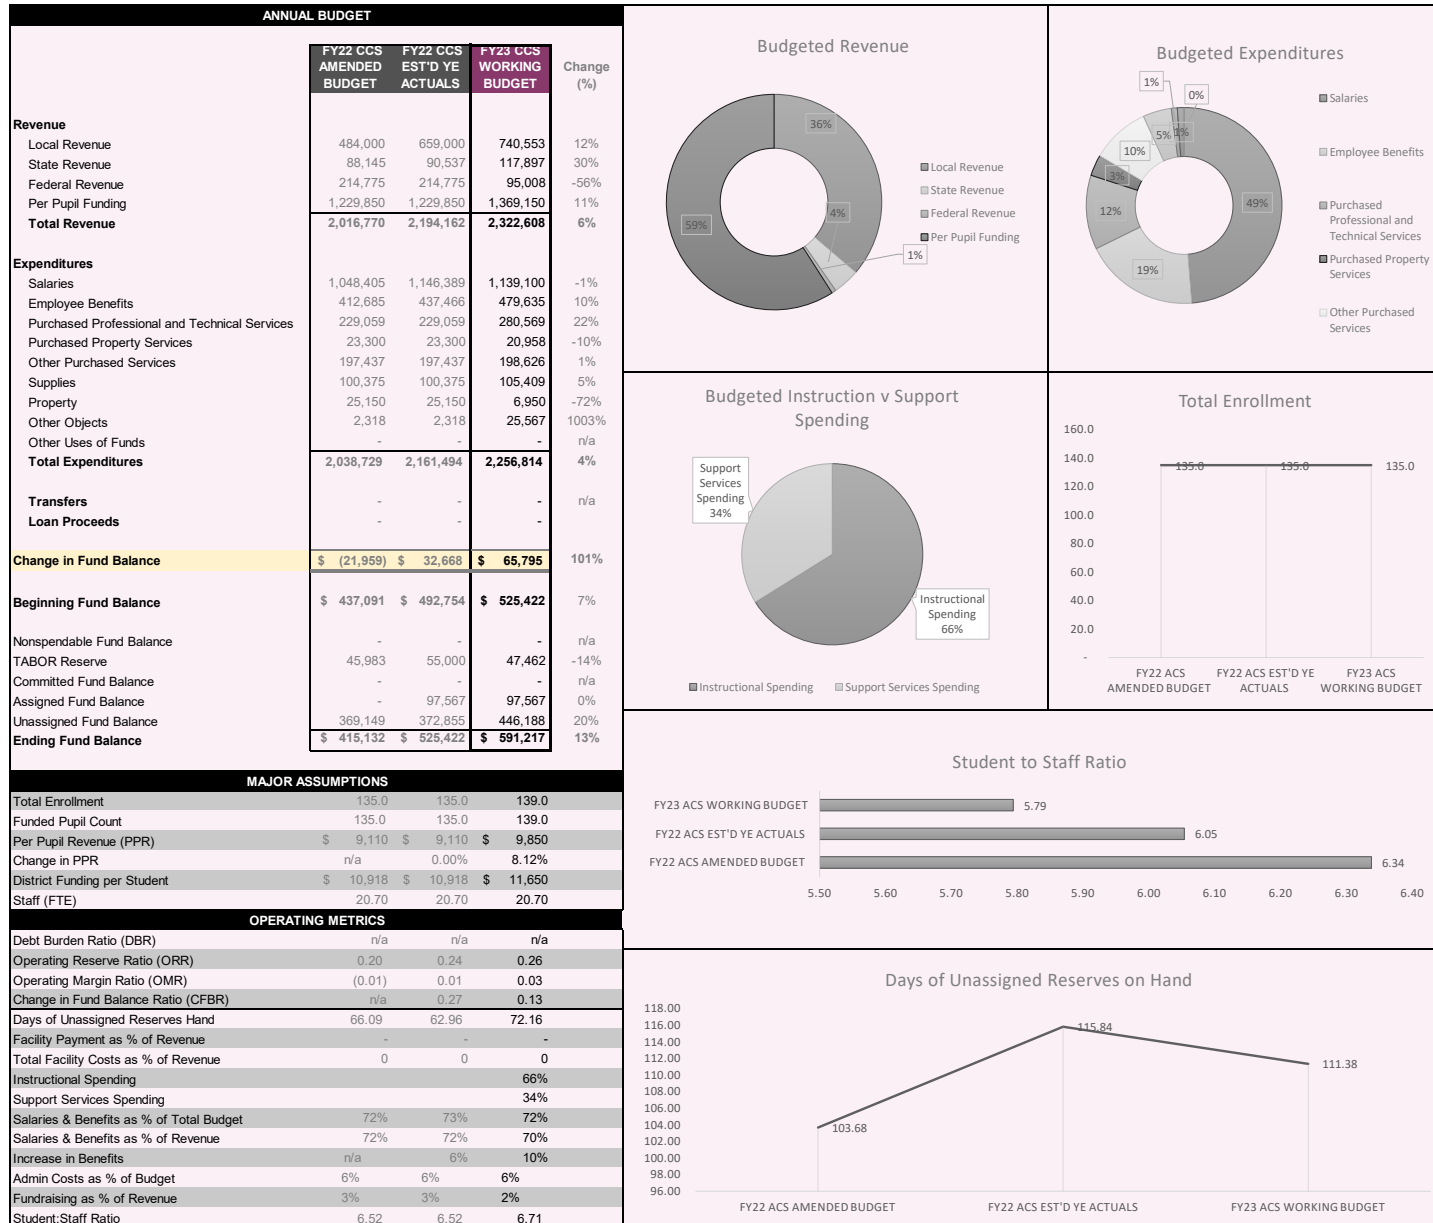 ANNUAL BUDGET
FY22 CCS AMENDED BUDGET FY22 CCS EST'D YE ACTUALS FY23 CCS WORKING BUDGET Change (%)
Revenue
Local Revenue 484,000 659,000 740,553 12%
State Revenue 88,145 90,537 117,897 30%
Federal Revenue 214,775 214,775 95,008 -56%
Per Pupil Funding 1,229,850 1,229,850 1,369,150 11%
Total Revenue 2,016,770 2,194,162 2,322,608 6%
Expenditures
Salaries 1,048,405 1,146,389 1,139,100 -1%
Employee Benefits 412,685 437,466 479,635 10%
Purchased Professional and Technical Services 229,059 229,059 280,569 22%
Purchased Property Services 23,300 23,300 20,958 -10%
Other Purchased Services 197,437 197,437 198,626 1%
Supplies 100,375 100,375 105,409 5%
Property 25,150 25,150 6,950 -72%
Other Objects 2,318 2,318 25,567 1003%
Other Uses of Funds - - - n/a
Total Expenditures 2,038,729 2,161,494 2,256,814 4%
Transfers - - - n/a
Loan Proceeds - - -
Change in Fund Balance $ (21,959) $ 32,668 $ 65,795 101%
Beginning Fund Balance $ 437,091 $ 492,754 $ 525,422 7%
Nonspendable Fund Balance - - - n/a
TABOR Reserve 45,983 55,000 47,462 -14%
Committed Fund Balance - - - n/a
Assigned Fund Balance - 97,567 97,567 0%
Unassigned Fund Balance 369,149 372,855 446,188 20%
Ending Fund Balance $ 415,132 $ 525,422 $ 591,217 13%
MAJOR ASSUMPTIONS
Total Enrollment 135.0 135.0 139.0
Funded Pupil Count 135.0 135.0 139.0
Per Pupil Revenue (PPR) $ 9,110 $ 9,110 $ 9,850
Change in PPR n/a 0.00% 8.12%
District Funding per Student $ 10,918 $ 10,918 $ 11,650
Staff (FTE) 20.70 20.70 20.70
OPERATING METRICS
Debt Burden Ratio (DBR) n/a n/a n/a
Operating Reserve Ratio (ORR) 0.20 0.24 0.26
Operating Margin Ratio (OMR) (0.01) 0.01 0.03
Change in Fund Balance Ratio (CFBR) n/a 0.27 0.13
Days of Unassigned Reserves Hand 66.09 62.96 72.16
Facility Payment as % of Revenue - - -
Total Facility Costs as % of Revenue 0 0 0
Instructional Spending 66%
Support Services Spending 34%
Salaries & Benefits as % of Total Budget 72% 73% 72%
Salaries & Benefits as % of Revenue 72% 72% 70%
Increase in Benefits n/a 6% 10%
Admin Costs as % of Budget 6% 6% 6%
Fundraising as % of Revenue 3% 3% 2%
Student:Staff Ratio 6.52 6.52 6.71
Budgeted Revenue
36%
4%
1%
59%
Local Revenue
State Revenue
Federal Revenue
Per Pupil Funding
Budgeted Expenditures
1%
0%
5%
1%
10%
3%
12%
19%
49%
Salaries
Employee Benefits
Purchased
Professional and
Technical Services
Purchased Property
Services
Other Purchased
Services
Budgeted Instruction v Support
Spending
Support
Services
Spending
34%
Instructional
Spending
66%
Instructional Spending Support Services Spending
Total Enrollment
160.0
140.0
120.0
100.0
80.0
60.0
40.0
20.0
-
135.0 135.0 135.0
FY22 ACS AMENDED BUDGET FY22 ACS EST'D YE ACTUALS FY23 ACS WORKING BUDGET
Student to Staff Ratio
FY23 ACS WORKING BUDGET 5.79
FY22 ACS EST'D YE ACTUALS 6.05
FY22 ACS AMENDED BUDGET 6.34
5.50 5.60 5.70 5.80 5.90 6.00 6.10 6.20 6.30 6.40
Days of Unassigned Reserves on Hand
118.00
116.00
114.00
112.00
110.00
108.00
106.00
104.00
102.00
100.00
98.00
96.00
103.68
115.84
111.38
FY22 ACS AMENDED BUDGET FY22 ACS EST'D YE ACTUALS FY23 ACS WORKING BUDGET